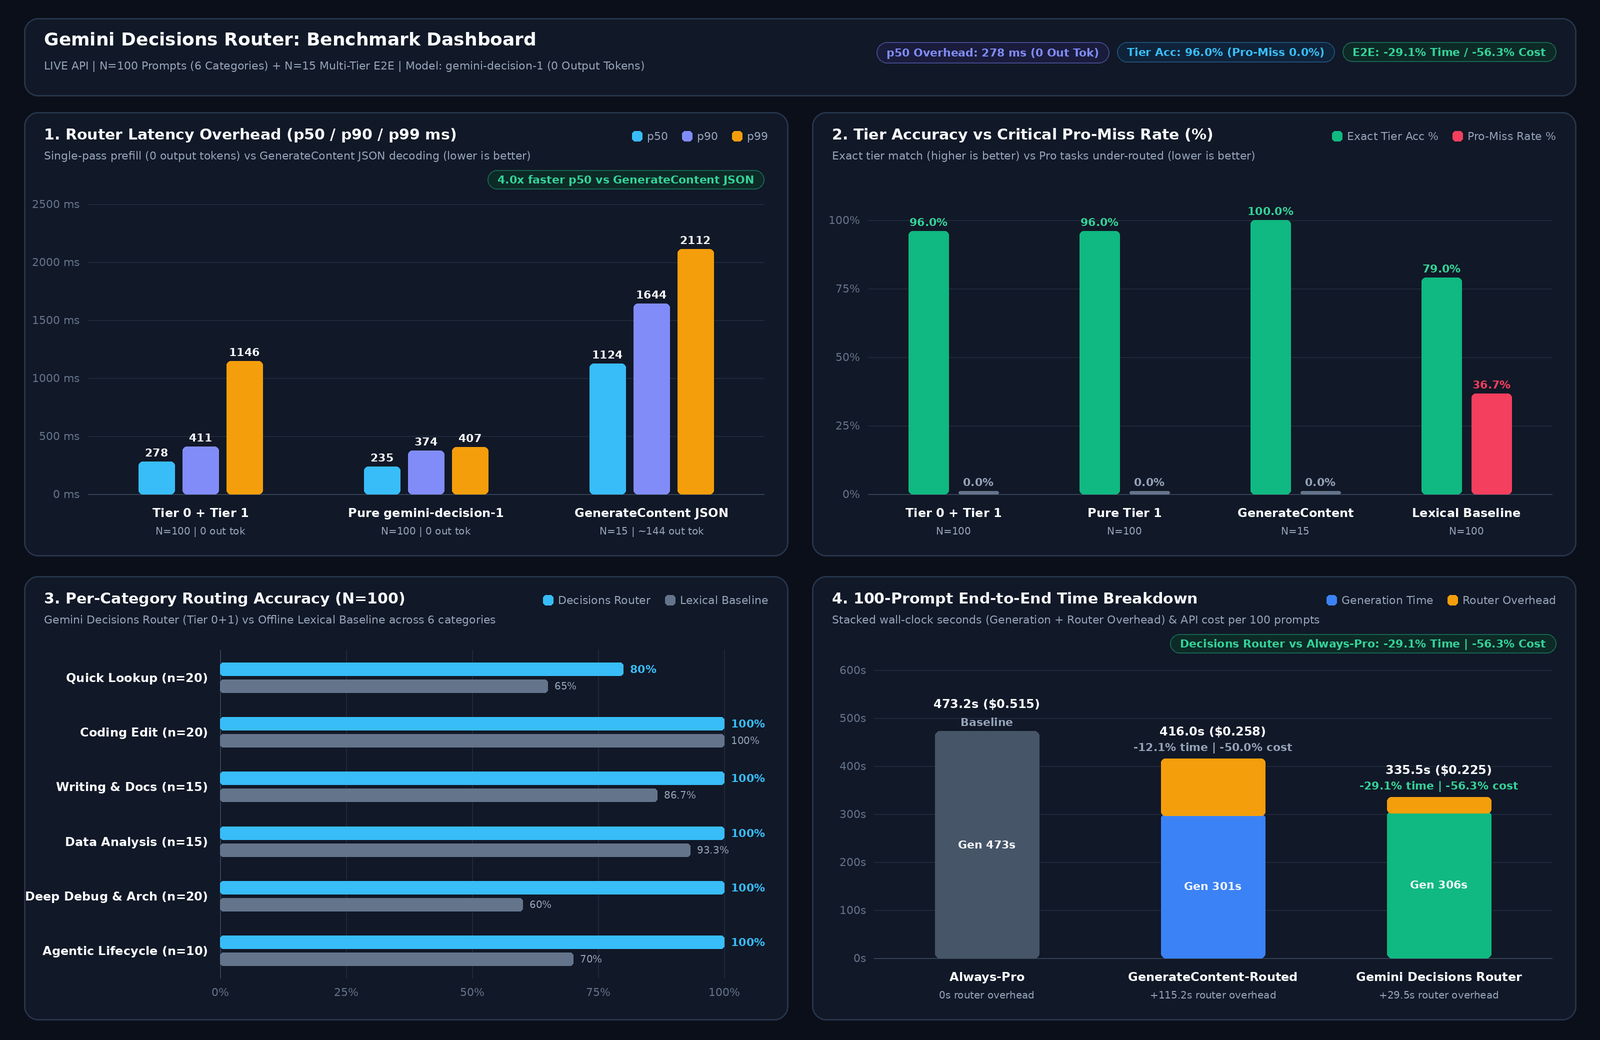 Gemini Decisions Router: Benchmark Dashboard
LIVE API | N=100 Prompts (6 Categories) + N=15 Multi-Tier E2E | Model: gemini-decision-1 (0 Output Tokens)
p50 Overhead: 278 ms (0 Out Tok)
Tier Acc: 96.0% (Pro-Miss 0.0%)
E2E: -29.1% Time / -56.3% Cost
1. Router Latency Overhead (p50 / p90 / p99 ms)
p50
p90
p99
Single-pass prefill (0 output tokens) vs GenerateContent JSON decoding (lower is better)
4.0x faster p50 vs GenerateContent JSON
2500 ms
2000 ms
1500 ms
1000 ms
500 ms
0 ms
278
411
1146
235
374
407
1124
1644
2112
Tier 0 + Tier 1
N=100 | 0 out tok
Pure gemini-decision-1
N=100 | 0 out tok
GenerateContent JSON
N=15 | ~144 out tok
2. Tier Accuracy vs Critical Pro-Miss Rate (%)
Exact Tier Acc %
Pro-Miss Rate %
Exact tier match (higher is better) vs Pro tasks under-routed (lower is better)
100%
75%
50%
25%
0%
96.0%
0.0%
96.0%
0.0%
100.0%
0.0%
79.0%
36.7%
Tier 0 + Tier 1
N=100
Pure Tier 1
N=100
GenerateContent
N=15
Lexical Baseline
N=100
3. Per-Category Routing Accuracy (N=100)
Decisions Router
Lexical Baseline
Gemini Decisions Router (Tier 0+1) vs Offline Lexical Baseline across 6 categories
Quick Lookup (n=20)
80%
65%
Coding Edit (n=20)
100%
100%
Writing & Docs (n=15)
100%
86.7%
Data Analysis (n=15)
100%
93.3%
Deep Debug & Arch (n=20)
100%
60%
Agentic Lifecycle (n=10)
100%
70%
0%
25%
50%
75%
100%
4. 100-Prompt End-to-End Time Breakdown
Generation Time
Router Overhead
Stacked wall-clock seconds (Generation + Router Overhead) & API cost per 100 prompts
Decisions Router vs Always-Pro: -29.1% Time | -56.3% Cost
600s
500s
400s
300s
200s
100s
0s
473.2s ($0.515)
Baseline
Gen 473s
416.0s ($0.258)
-12.1% time | -50.0% cost
Gen 301s
335.5s ($0.225)
-29.1% time | -56.3% cost
Gen 306s
Always-Pro
0s router overhead
GenerateContent-Routed
+115.2s router overhead
Gemini Decisions Router
+29.5s router overhead